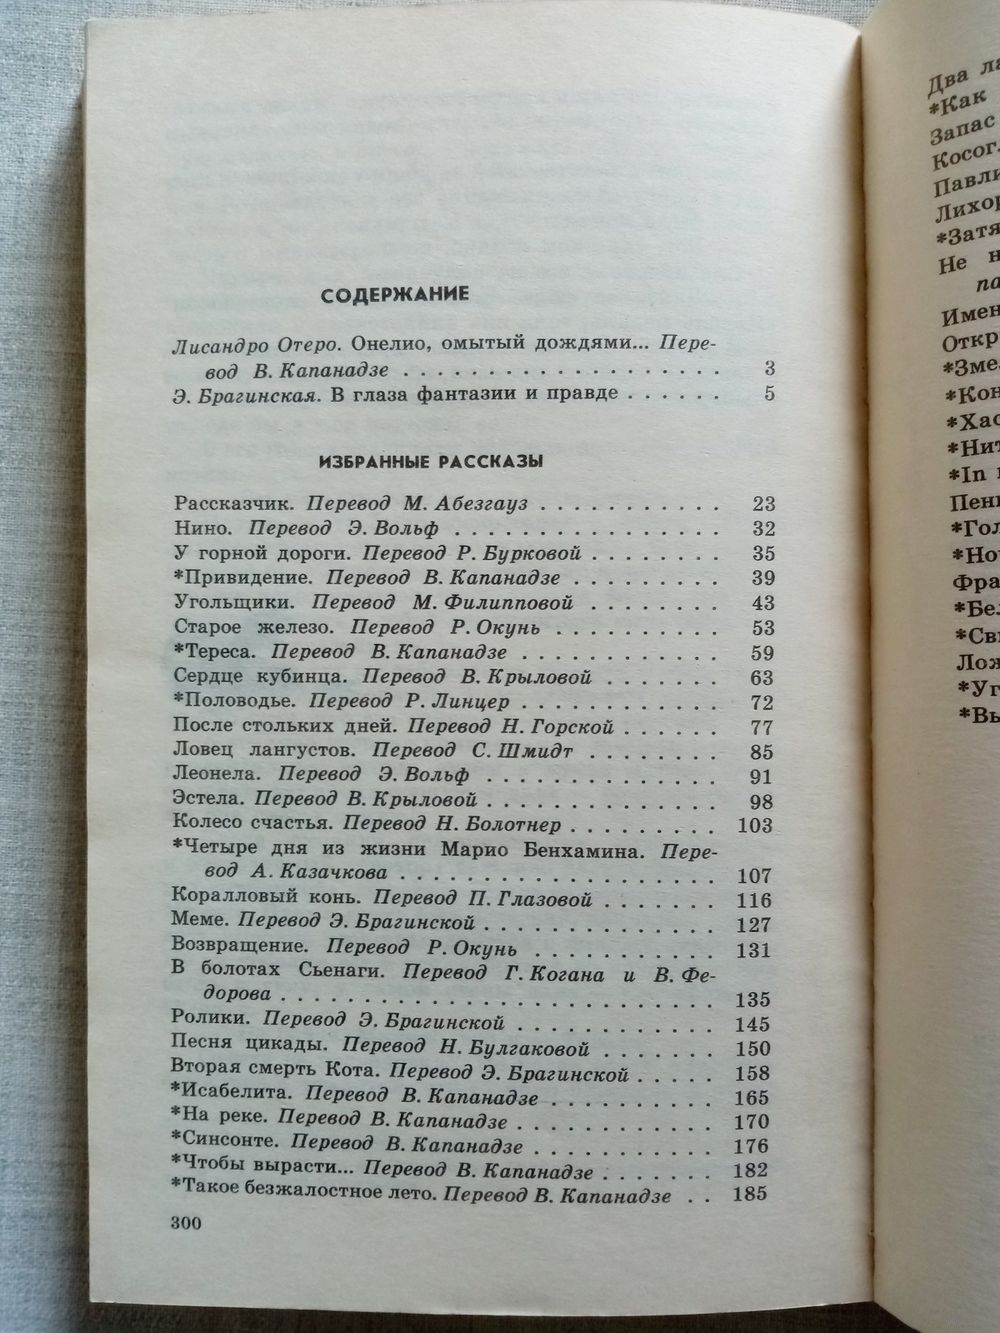 СОДЕРЖАНИЕ
Лисандро Отеро. Онелио, омытый дождями... Пере-
вод В. Капанадзе . . . . . . . . . . . . . . . . 3
Э. Брагинская. В глаза фантазии и правде . . . . . . 5
ИЗБРАННЫЕ РАССКАЗЫ
Рассказчик. Перевод М. Абезгауз . . . . . . . . . . . 23
Нино. Перевод Э. Вольф . . . . . . . . . . . . . . . . 32
У горной дороги. Перевод Р. Бурковой . . . . . . . . 35
*Привидение. Перевод В. Капанадзе . . . . . . . . . 39
Угольщики. Перевод М. Филипповой . . . . . . . . 43
Старое железо. Перевод Р. Окунь . . . . . . . . . . 53
*Тереса. Перевод В. Капанадзе . . . . . . . . . . . . 59
Сердце кубинца. Перевод В. Крыловой . . . . . . . . 63
*Половодье. Перевод Р. Линцер . . . . . . . . . . . . 72
После стольких дней. Перевод Н. Горской . . . . . . 77
Ловец лангустов. Перевод С. Шмидт . . . . . . . . 85
Леонела. Перевод Э. Вольф . . . . . . . . . . . . . . 91
Эстела. Перевод В. Крыловой . . . . . . . . . . . . . 98
Колесо счастья. Перевод Н. Болотнер . . . . . . . . . 103
*Четыре дня из жизни Марио Бенхамина. Пере-
вод А. Казачкова . . . . . . . . . . . . . . . . . . 107
Коралловый конь. Перевод П. Глазовой . . . . . . . 116
Меме. Перевод Э. Брагинской . . . . . . . . . . . . . 127
Возвращение. Перевод Р. Окунь . . . . . . . . . . . 131
В болотах Сьенаги. Перевод Г. Когана и В. Фе-
дорова . . . . . . . . . . . . . . . . . . . . . . . . . 135
Ролики. Перевод Э. Брагинской . . . . . . . . . . . . 145
Песня цикады. Перевод Н. Булгаковой . . . . . . . 150
Вторая смерть Кота. Перевод Э. Брагинской . . . . . 158
*Исабелита. Перевод В. Капанадзе . . . . . . . . . . 165
*На реке. Перевод В. Капанадзе . . . . . . . . . . . . 170
*Синсонте. Перевод В. Капанадзе . . . . . . . . . . . 176
*Чтобы вырасти... Перевод В. Капанадзе . . . . . . . 182
*Такое безжалостное лето. Перевод В. Капанадзе . . 185
300
Два
*Как
Запас
Не
*In